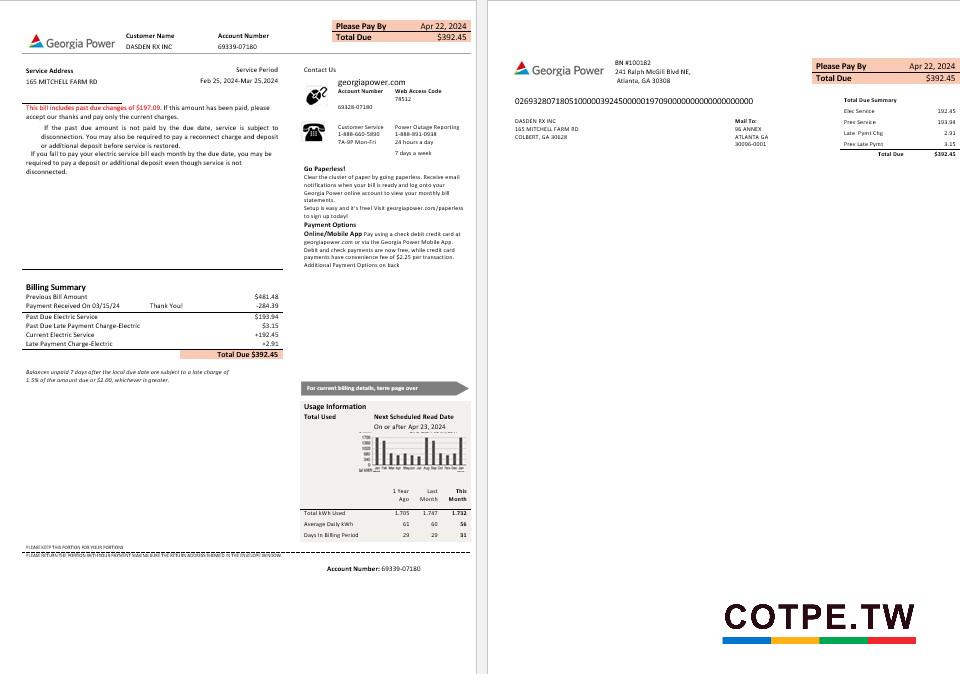 Please Pay By Apr 22, 2024
Total Due $392.45
Georgia Power
Customer Name Account Number
DASDEN RX INC 69339-07180
Service Address Service Period
165 MITCHELL FARM RD Feb 25, 2024-Mar 25,2024
This bill includes past due changes of $197.09. If this amount has been paid, please
accept our thanks and pay only the current charges.
If the past due amount is not paid by the due date, service is subject to
disconnection. You may also be required to pay a reconnect charge and deposit
or additional deposit before service is restored.
If you fall to pay your electric service bill each month by the due date, you may be
required to pay a deposit or additional deposit even though service is not
disconnected.
Billing Summary
Previous Bill Amount $481.48
Payment Received On 03/15/24 Thank You! -284.39
Past Due Electric Service $193.94
Past Due Late Payment Charge-Electric $3.15
Current Electric Service +192.45
Late Payment Charge-Electric +2.91
Total Due $392.45
Balances unpaid 7 days after the local due date are subject to a late charge of
1.5% of the amount due or $2.00, whichever is greater.
Contact Us
georgiapower.com
Account Number Web Access Code
78512
69328-07180
Customer Service Power Outage Reporting
1-888-660-5890 1-888-891-0938
7A-9P Mon-Fri 24 hours a day
7 days a week
Go Paperless!
Clear the cluster of paper by going paperless. Receive email
notifications when your bill is ready and log onto your
Georgia Power online account to view your monthly bill
statements.
Setup is easy and it's free! Visit georgiapower.com/paperless
to sign up today!
Payment Options
Online/Mobile App Pay using a check debit credit card at
georgiapower.com or via the Georgia Power Mobile App.
Debit and check payments are now free, while credit card
payments have convenience fee of $2.25 per transaction.
Additional Payment Options on back
For current billing details, term page over
Usage Information
Total Used Next Scheduled Read Date
On or after Apr 23, 2024
1 Year Last This
Ago Month Month
Total kWh Used 1.705 1.747 1.732
Average Daily kWh 61 60 56
Days In Billing Period 29 29 31
PLEASE KEEP THIS PORTION FOR YOUR PORTIONS
Account Number: 69339-07180
Georgia Power
BN #100182
241 Ralph McGill Blvd NE,
Atlanta, GA 30308
Please Pay By Apr 22, 2024
Total Due $392.45
DASDEN RX INC
165 MITCHELL FARM RD
COLBERT, GA 30628
Mail To:
96 ANNEX
ATLANTA GA
30096-0001
Total Due Summary
Elec Service 192.45
Prev Service 193.94
Late Pymt Chg 2.91
Prev Late Pymt 3.15
Total Due $392.45
COTPE.TW